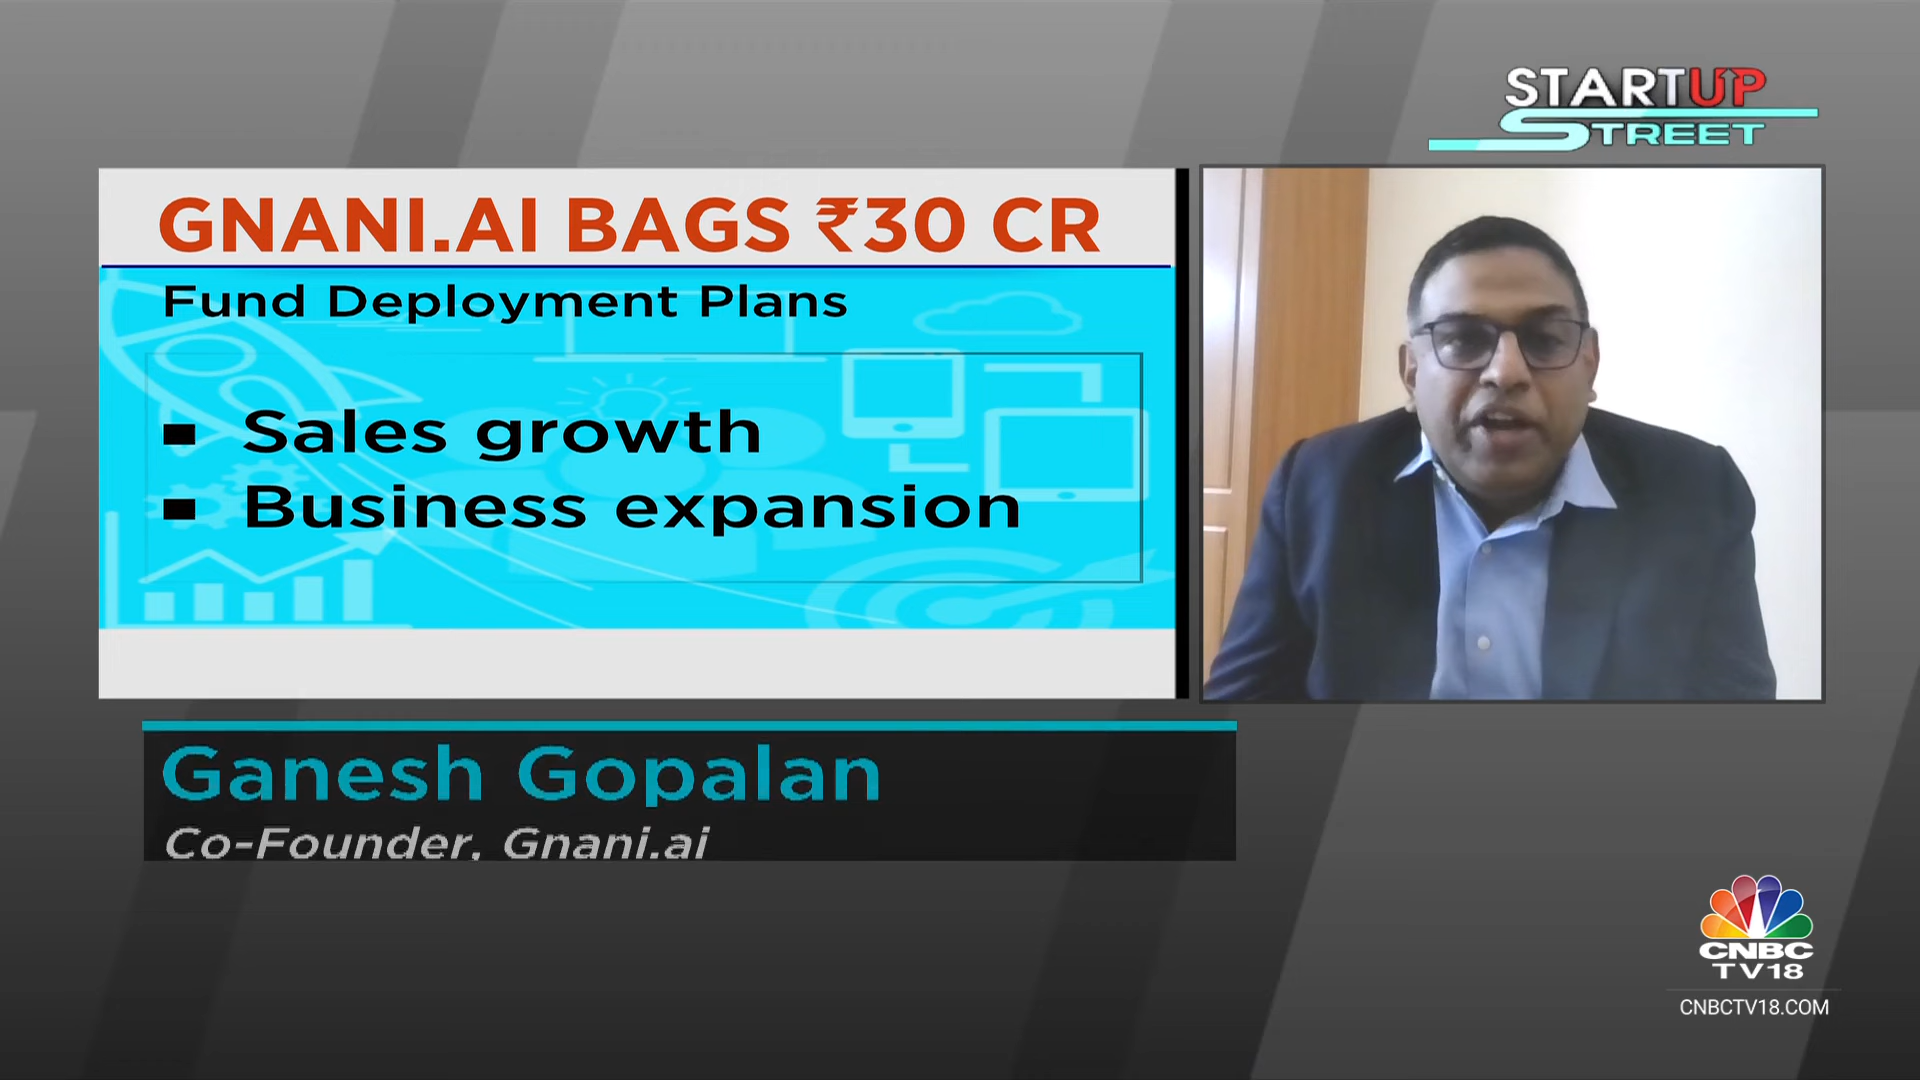 STARTUP
STREET
GNANI.AI BAGS ₹30 CR
Fund Deployment Plans
▪ Sales growth
▪ Business expansion
Ganesh Gopalan
Co-Founder, Gnani.ai
CNBC
TV18
CNBCTV18.COM